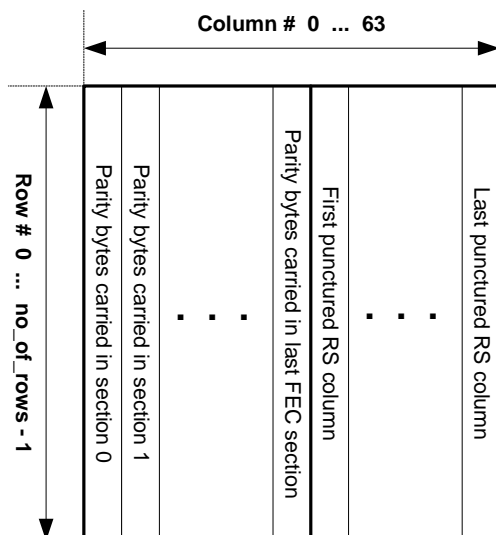 Column # 0 ... 63
Row # 0 ... no_of_rows - 1
Parity bytes carried in section 0
Parity bytes carried in section 1
. . .
Parity bytes carried in last FEC section
First punctured RS column
. . .
Last punctured RS column